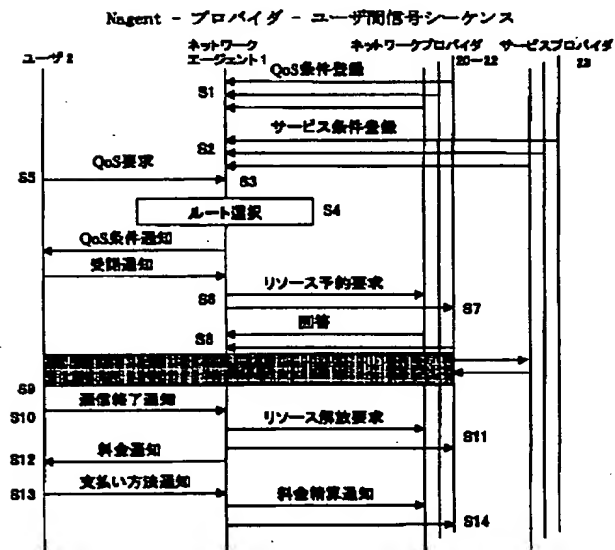 Nagent - プロバイダ - ユーザ間信号シーケンス
ユーザ2
ネットワーク
エージェント1
ネットワークプロバイダ
20-22
サービスプロバイダ
23
QoS条件登録
S1
サービス条件登録
S2
QoS要求
S5
S3
ルート選択
S4
QoS条件通知
受諾通知
リソース予約要求
S6
S7
回答
S8
S9
通信終了通知
S10
リソース解放要求
S11
料金通知
S12
支払い方法通知
S13
料金精算通知
S14